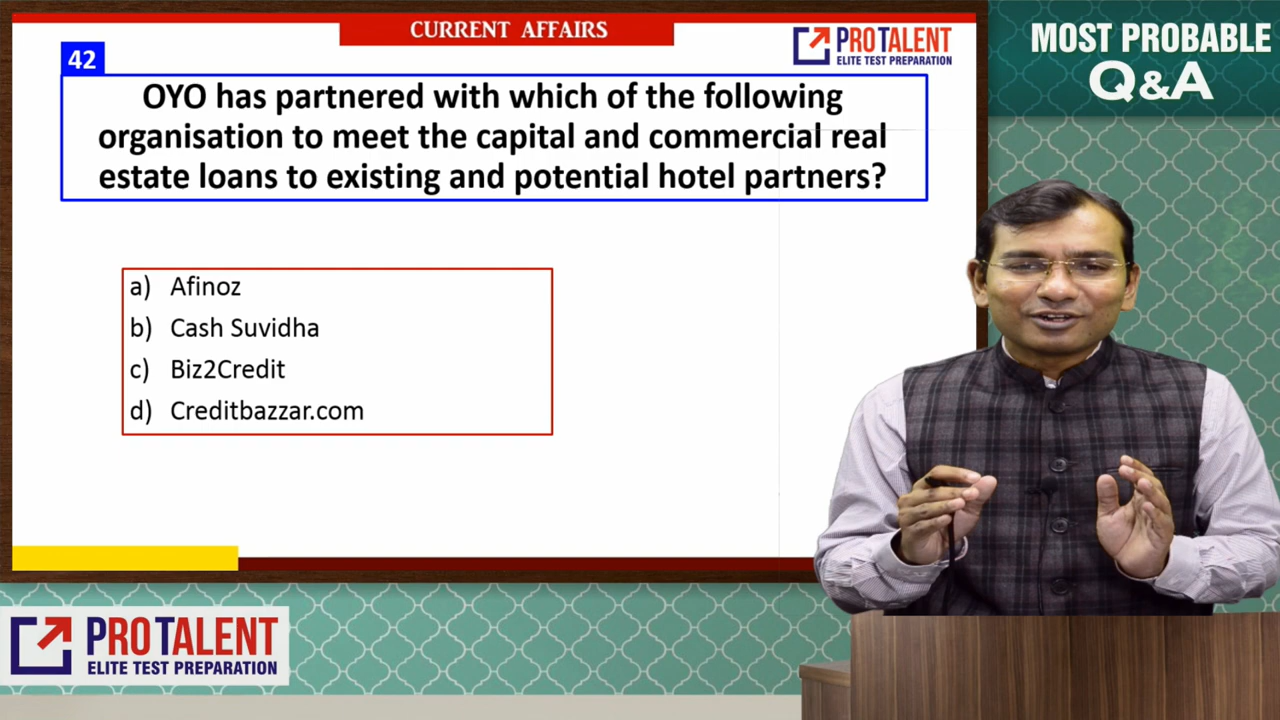 CURRENT AFFAIRS
PROTALENT
ELITE TEST PREPARATION
MOST PROBABLE
Q&A
42
OYO has partnered with which of the following
organisation to meet the capital and commercial real
estate loans to existing and potential hotel partners?
a) Afinoz
b) Cash Suvidha
c) Biz2Credit
d) Creditbazzar.com
PROTALENT
ELITE TEST PREPARATION